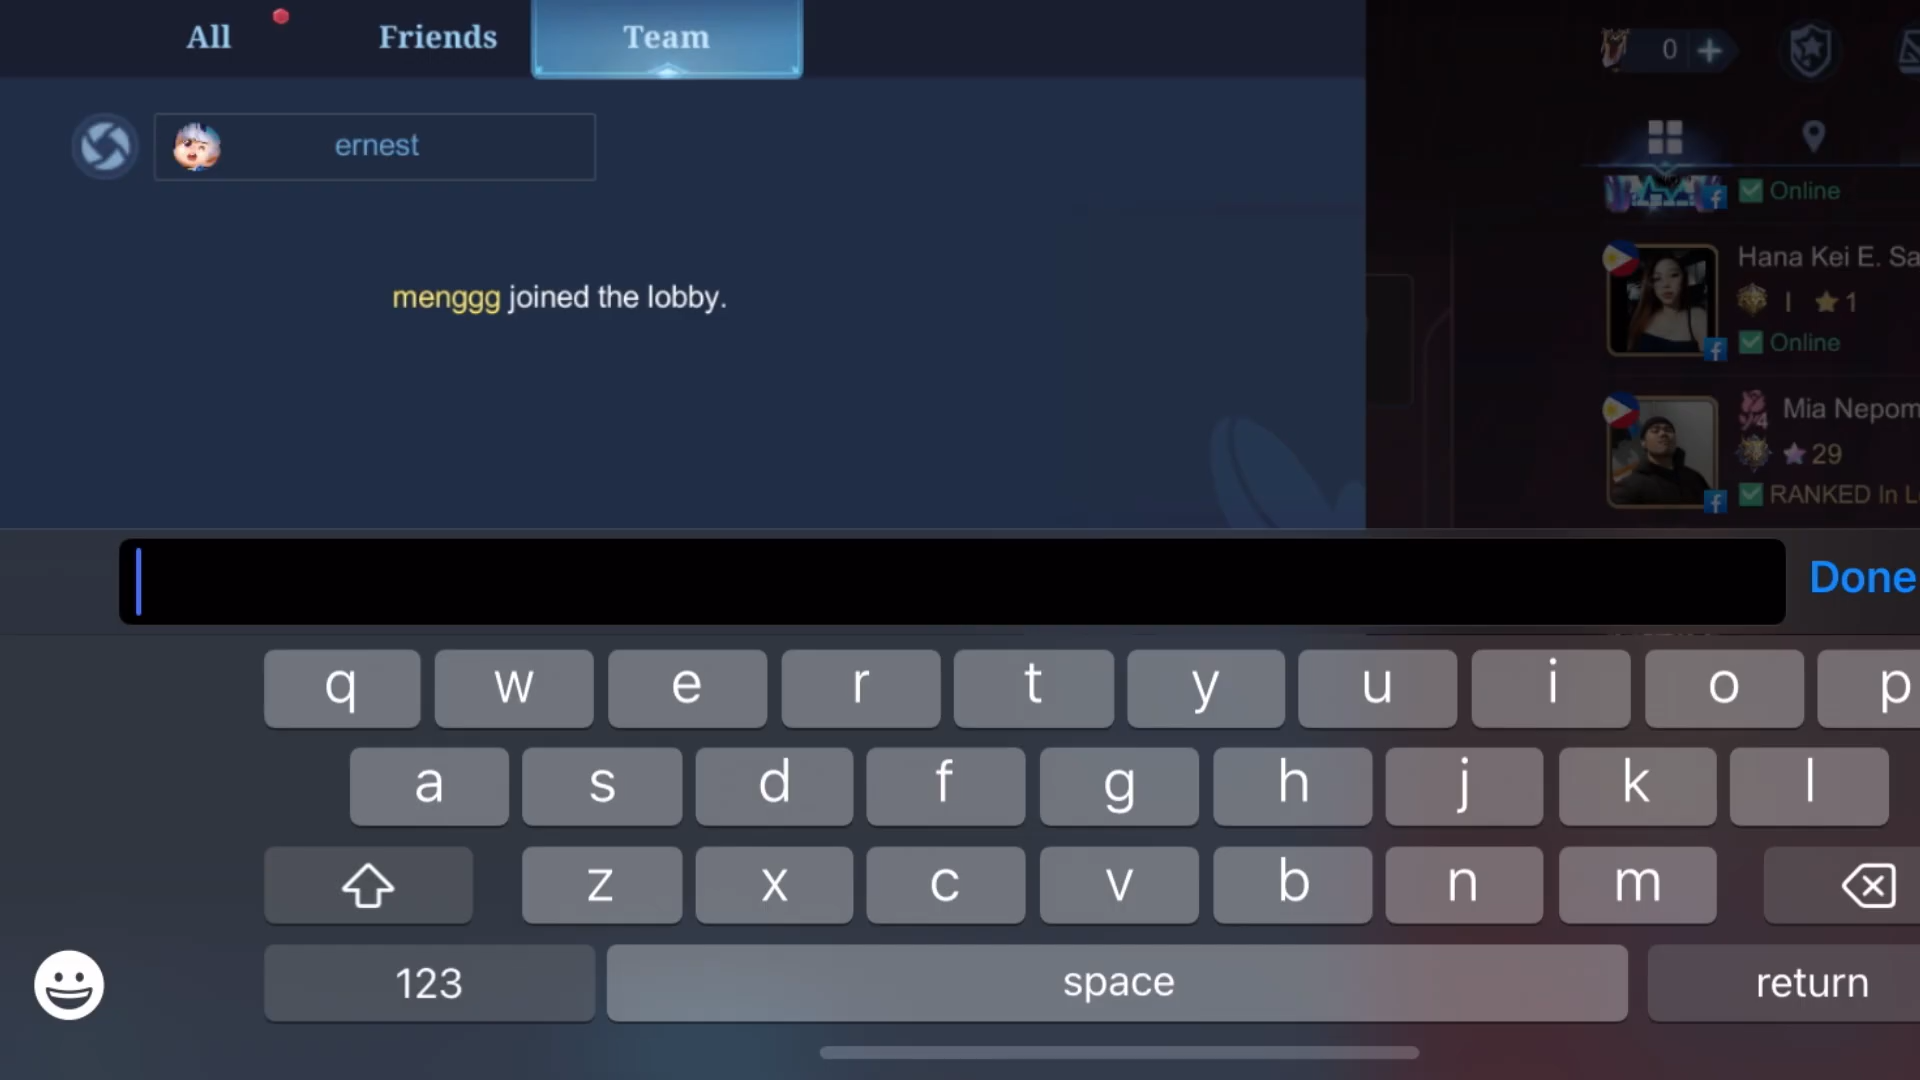 All
Friends
Team
0
ernest
Online
menggg joined the lobby.
Hana Kei E. Sa
I
1
Online
Mia Nepom
29
RANKED In L
Done
q w e r t y u i o p
a s d f g h j k l
z x c v b n m
123
space
return